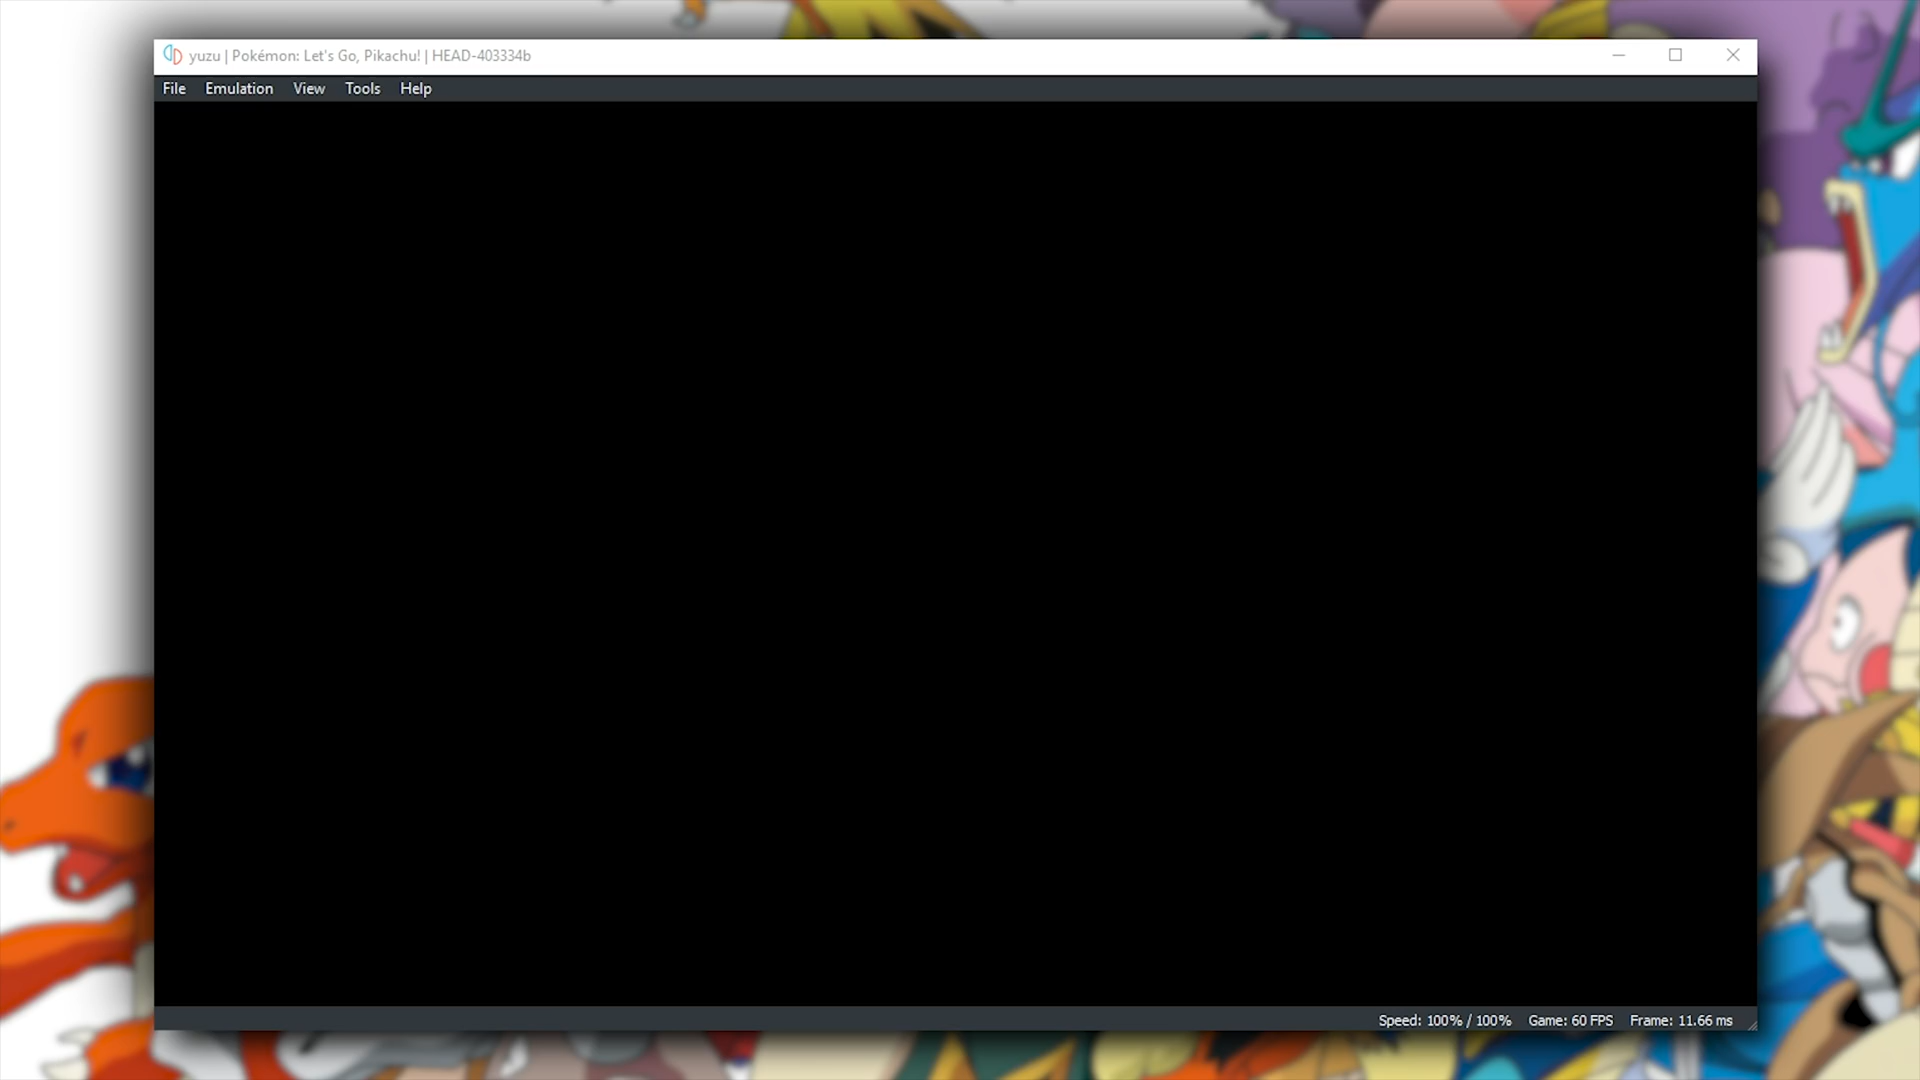 yuzu | Pokémon: Let's Go, Pikachu! | HEAD-403334b
File Emulation View Tools Help
Speed: 100% / 100% Game: 60 FPS Frame: 11.66 ms